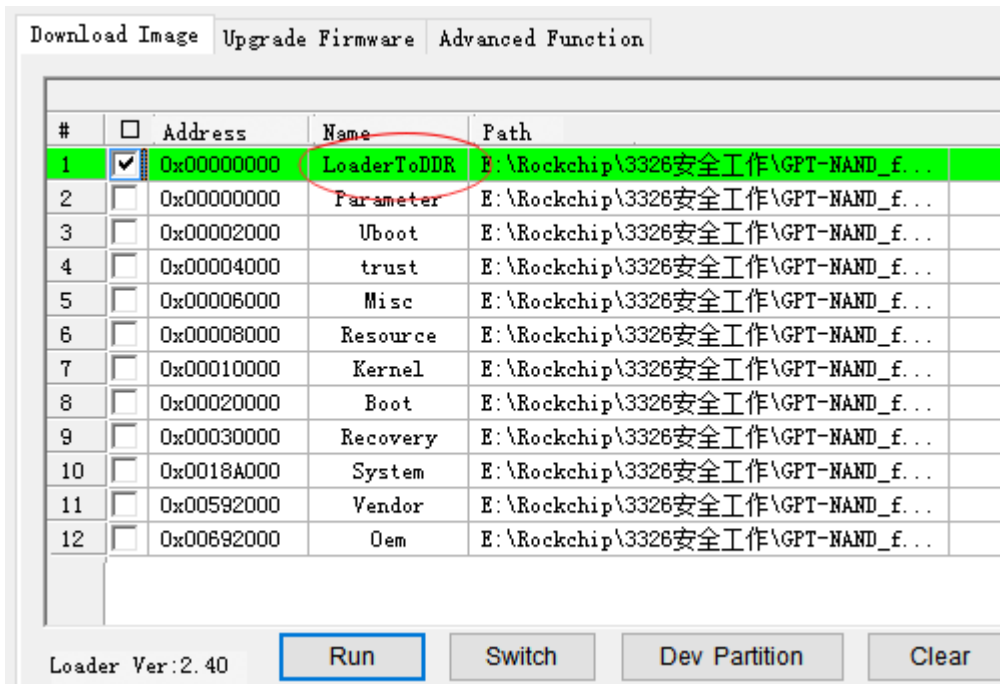 Download Image Upgrade Firmware Advanced Function
# Address Name Path
1 0x00000000 LoaderToDDR E:\Rockchip\3326安全工作\GPT-NAND_f...
2 0x00000000 Parameter E:\Rockchip\3326安全工作\GPT-NAND_f...
3 0x00002000 Uboot E:\Rockchip\3326安全工作\GPT-NAND_f...
4 0x00004000 trust E:\Rockchip\3326安全工作\GPT-NAND_f...
5 0x00006000 Misc E:\Rockchip\3326安全工作\GPT-NAND_f...
6 0x00008000 Resource E:\Rockchip\3326安全工作\GPT-NAND_f...
7 0x00010000 Kernel E:\Rockchip\3326安全工作\GPT-NAND_f...
8 0x00020000 Boot E:\Rockchip\3326安全工作\GPT-NAND_f...
9 0x00030000 Recovery E:\Rockchip\3326安全工作\GPT-NAND_f...
10 0x0018A000 System E:\Rockchip\3326安全工作\GPT-NAND_f...
11 0x00592000 Vendor E:\Rockchip\3326安全工作\GPT-NAND_f...
12 0x00692000 Oem E:\Rockchip\3326安全工作\GPT-NAND_f...
Loader Ver:2.40 Run Switch Dev Partition Clear